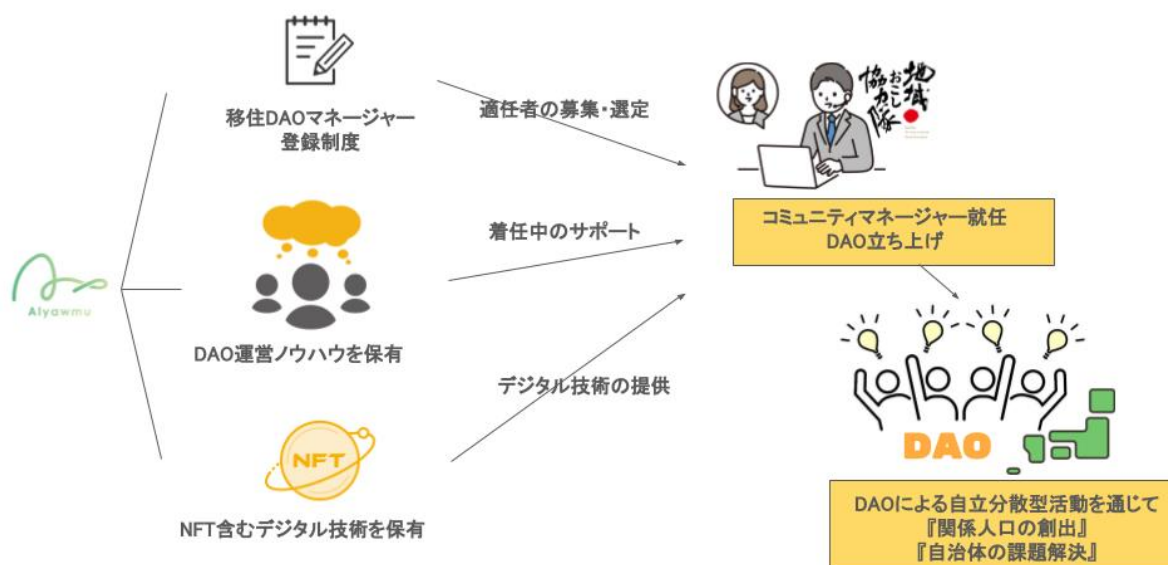 移住DAOマネージャー
登録制度
適任者の募集・選定
地域
おこし
協力隊
コミュニティマネージャー就任
DAO立ち上げ
着任中のサポート
Alyawmu
DAO運営ノウハウを保有
デジタル技術の提供
NFT
NFT含むデジタル技術を保有
DAO
DAOによる自立分散型活動を通じて
『関係人口の創出』
『自治体の課題解決』